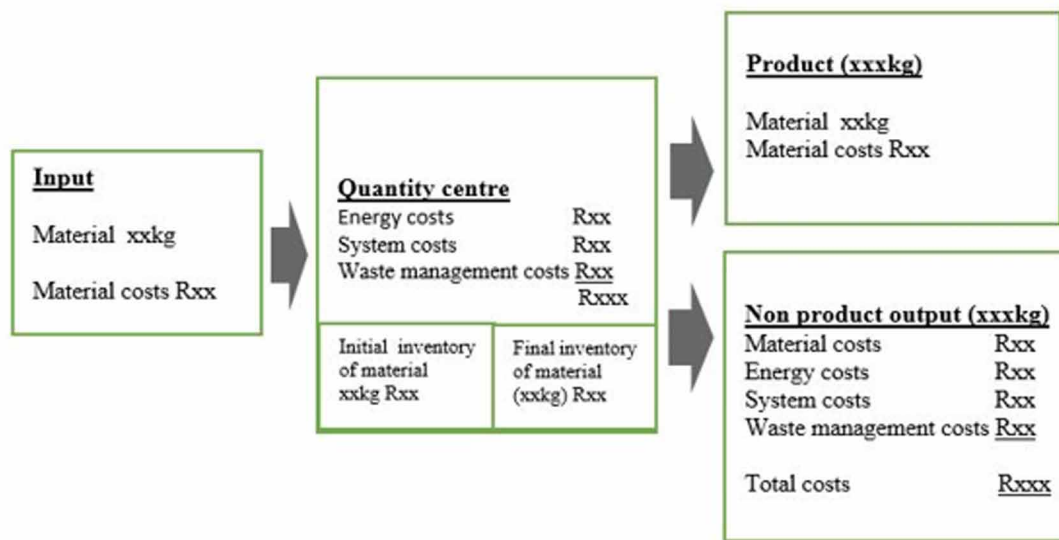 Input
Material xxkg
Material costs Rxx
Quantity centre
Energy costs Rxx
System costs Rxx
Waste management costs Rxx
Rxxx
Initial inventory
of material
xxkg Rxx
Final inventory
of material
(xxkg) Rxx
Product (xxxkg)
Material xxkg
Material costs Rxx
Non product output (xxxkg)
Material costs Rxx
Energy costs Rxx
System costs Rxx
Waste management costs Rxx
Total costs Rxxx